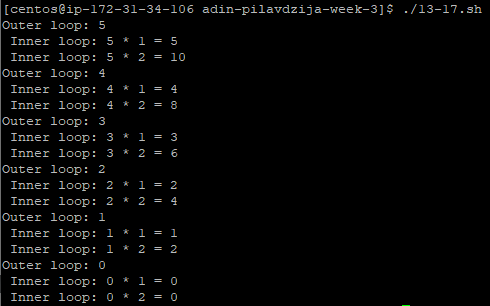 [centos@ip-172-31-34-106 adin-pilavdzija-week-3]$ ./13-17.sh
Outer loop: 5
 Inner loop: 5 * 1 = 5
 Inner loop: 5 * 2 = 10
Outer loop: 4
 Inner loop: 4 * 1 = 4
 Inner loop: 4 * 2 = 8
Outer loop: 3
 Inner loop: 3 * 1 = 3
 Inner loop: 3 * 2 = 6
Outer loop: 2
 Inner loop: 2 * 1 = 2
 Inner loop: 2 * 2 = 4
Outer loop: 1
 Inner loop: 1 * 1 = 1
 Inner loop: 1 * 2 = 2
Outer loop: 0
 Inner loop: 0 * 1 = 0
 Inner loop: 0 * 2 = 0